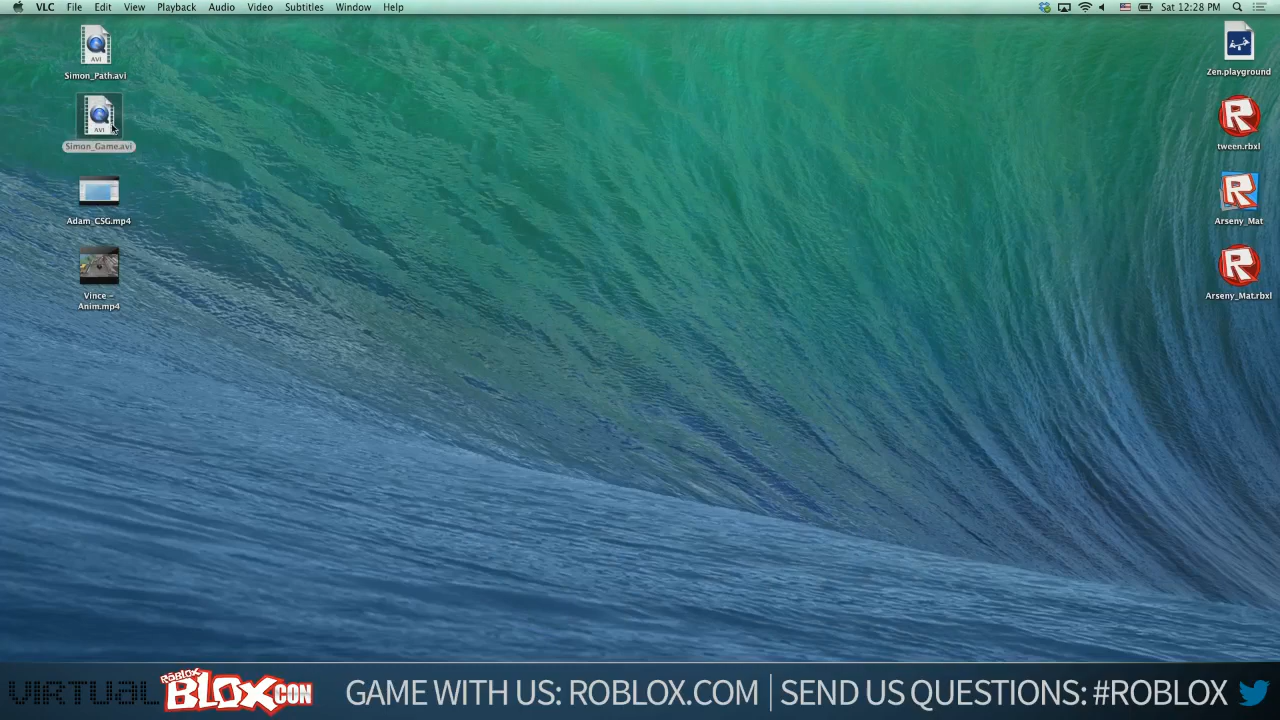 VLC File Edit View Playback Audio Video Subtitles Window Help
Sat 12:28 PM
AVI
Simon_Path.avi
AVI
Simon_Game.avi
Adam_CSG.mp4
Vince -
Anim.mp4
Zen.playground
tween.rbxl
Arseny_Mat
Arseny_Mat.rbxl
VIRTUAL ROBLOX BLOXCON GAME WITH US: ROBLOX.COM | SEND US QUESTIONS: #ROBLOX